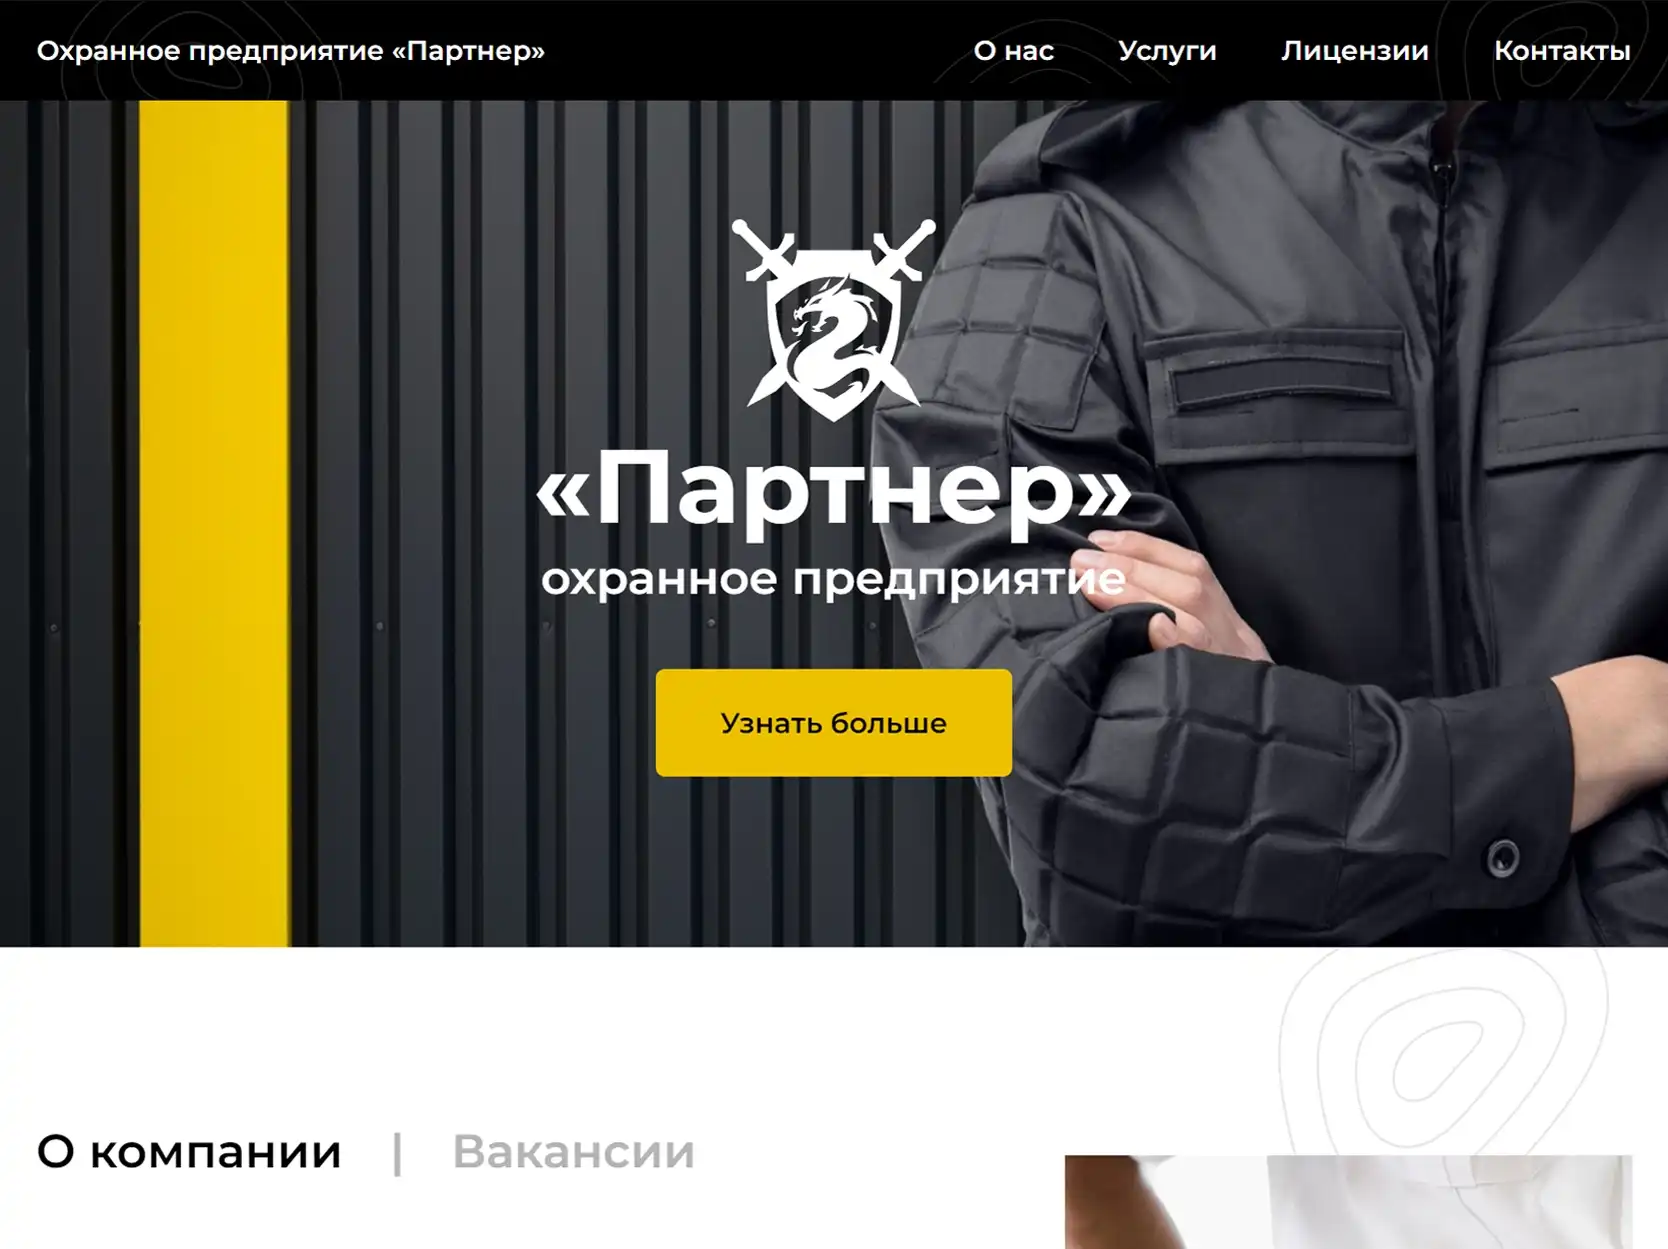 Охранное предприятие «Партнер»
О нас
Услуги
Лицензии
Контакты
«Партнер»
охранное предприятие
Узнать больше
О компании | Вакансии